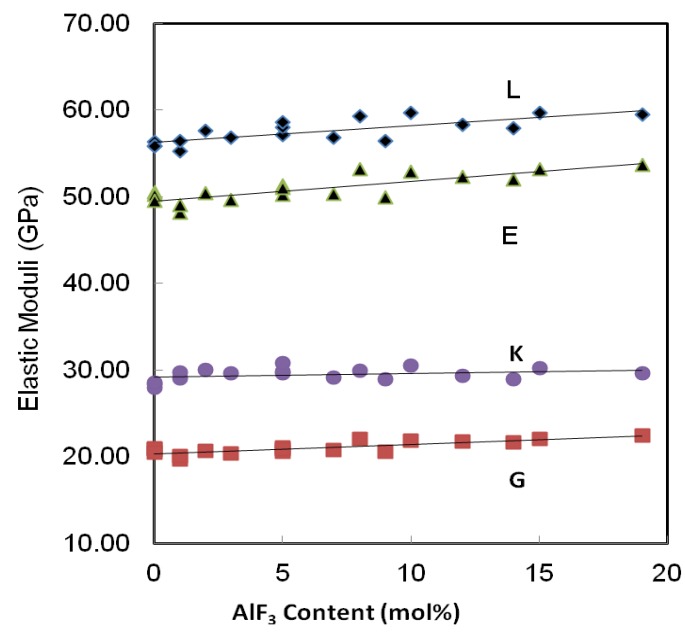 70.00
60.00
50.00
40.00
30.00
20.00
10.00
Elastic Moduli (GPa)
L
E
K
G
0 5 10 15 20
AlF₃ Content (mol%)